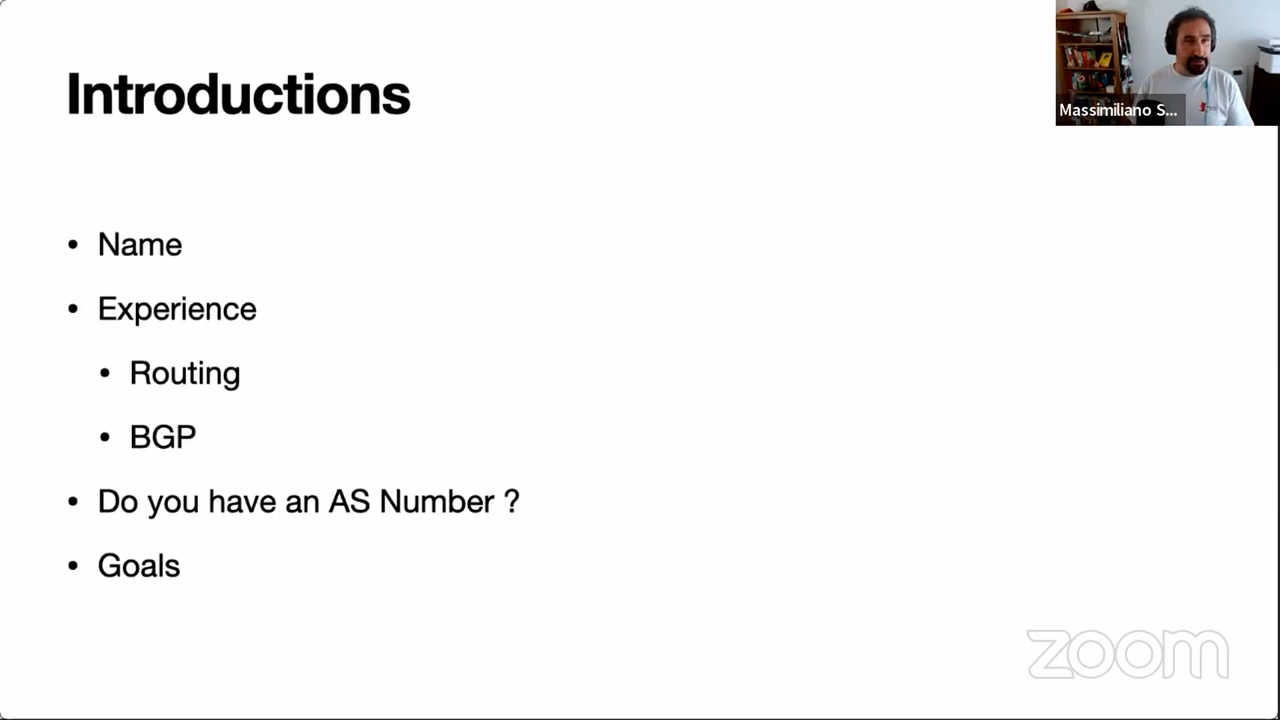 Introductions
Massimiliano S...
• Name
• Experience
• Routing
• BGP
• Do you have an AS Number ?
• Goals
zoom